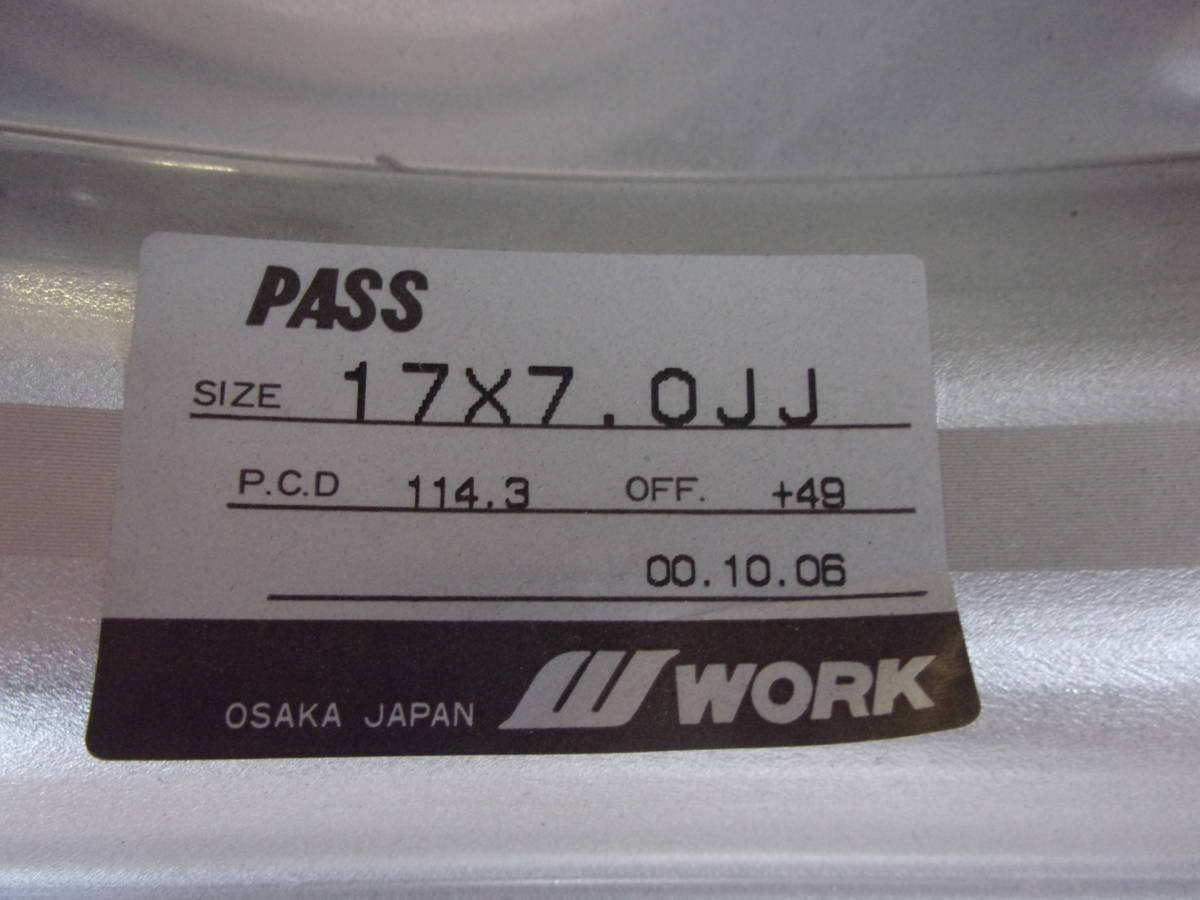 PASS
SIZE 17X7.0JJ
P.C.D 114.3 OFF. +49
00.10.06
OSAKA JAPAN WORK